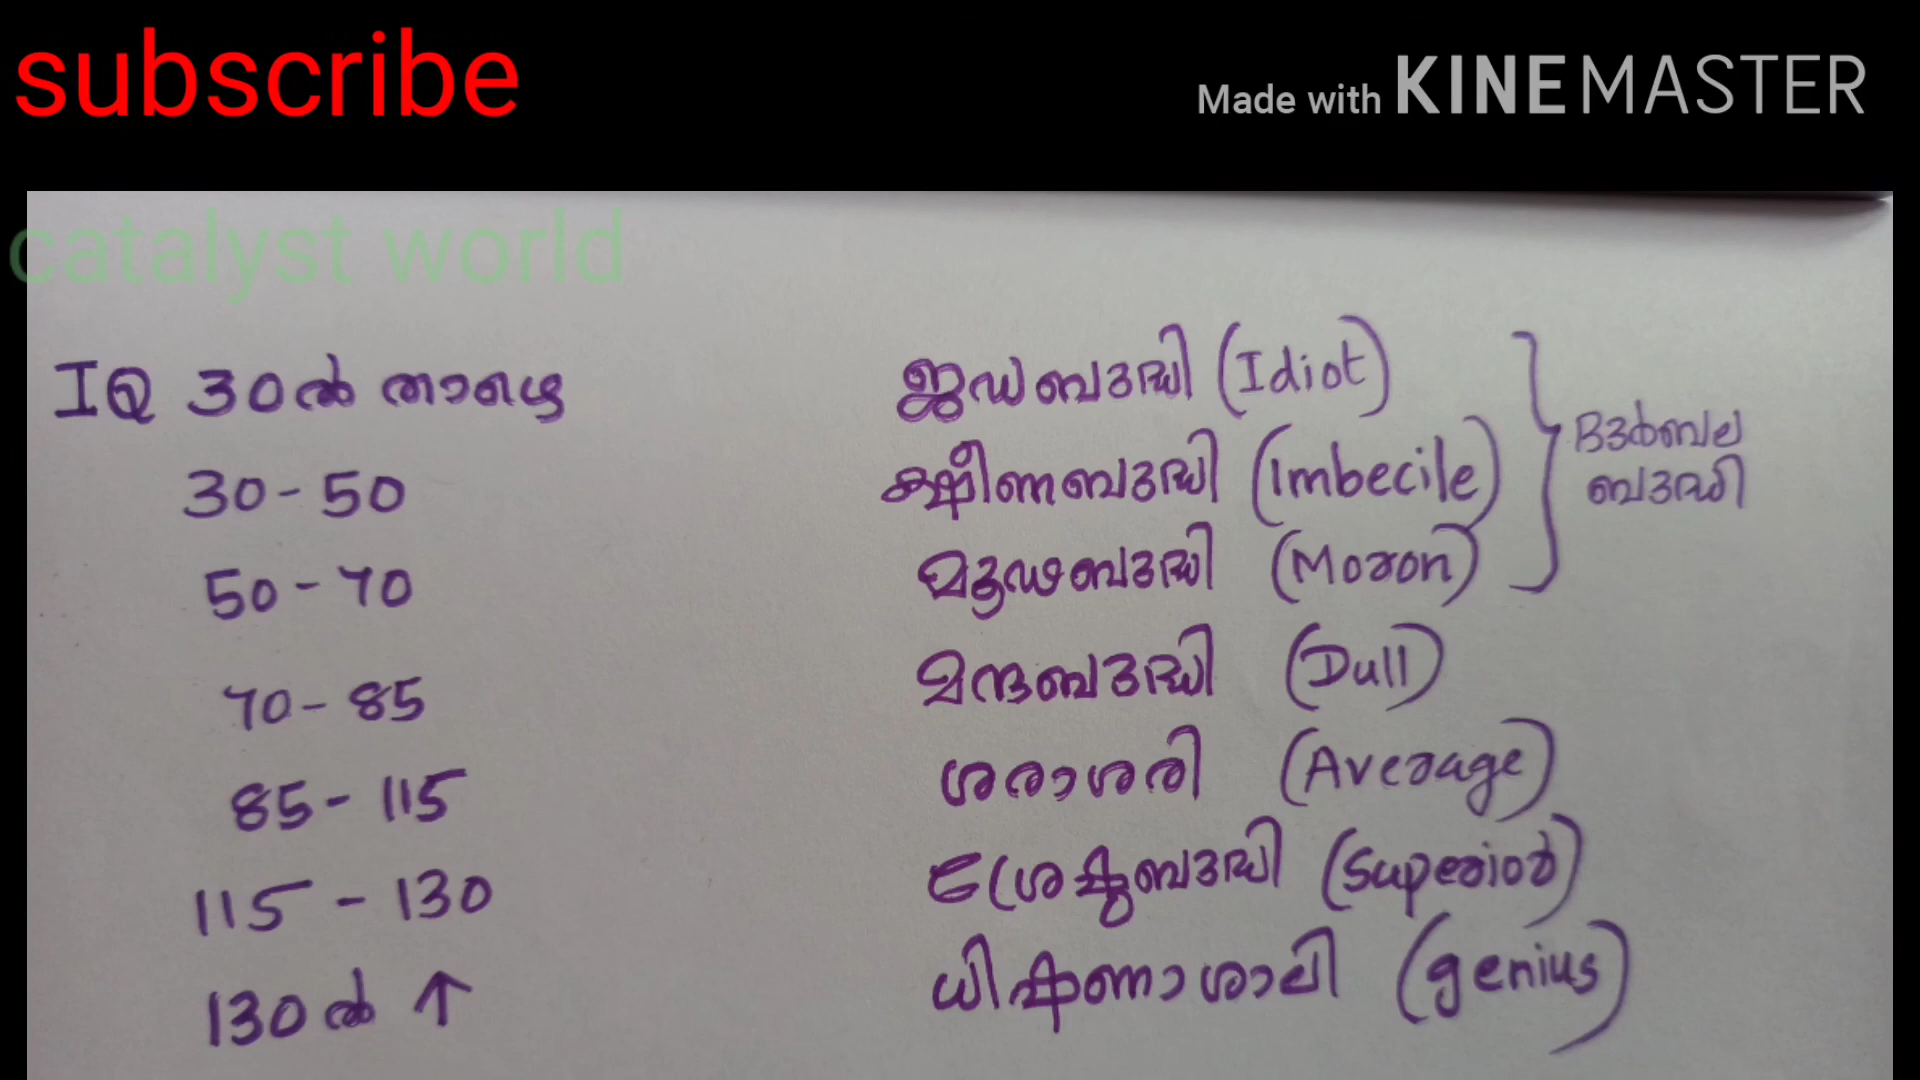 subscribe
Made with KINEMASTER
catalyst world
IQ 30ൽ താഴെ ജഡബുദ്ധി (Idiot)
30-50 ക്ഷീണബുദ്ധി (Imbecile)
ദുർബല
ബുദ്ധി
50-70 മൂഢബുദ്ധി (Moron)
70-85 മന്ദബുദ്ധി (Dull)
85-115 ശരാശരി (Average)
115-130 ശ്രേഷ്ഠബുദ്ധി (Superior)
130ൽ ↑ ധിഷണാശാലി (genius)